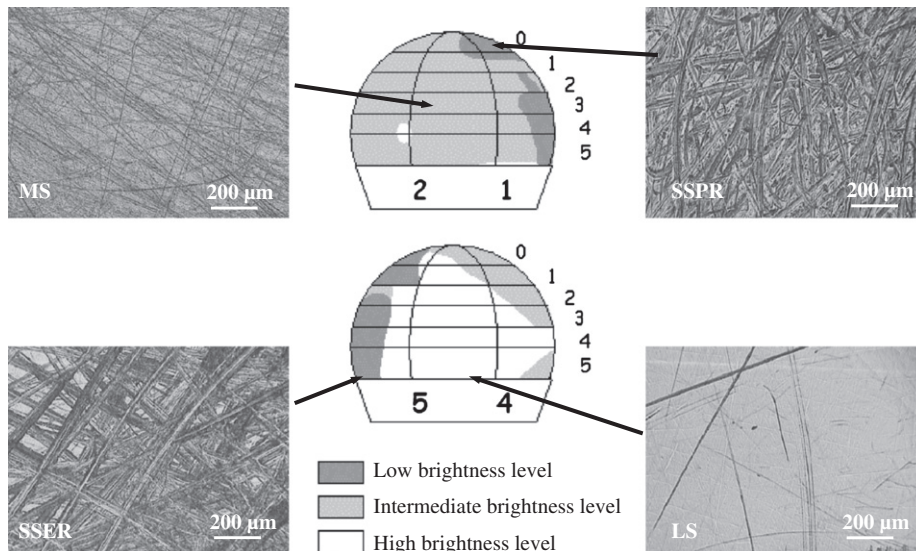 MS
200 µm
0
1
2
3
4
5
2 1
SSPR
200 µm
0
1
2
3
4
5
5 4
SSER
200 µm
LS
200 µm
Low brightness level
Intermediate brightness level
High brightness level